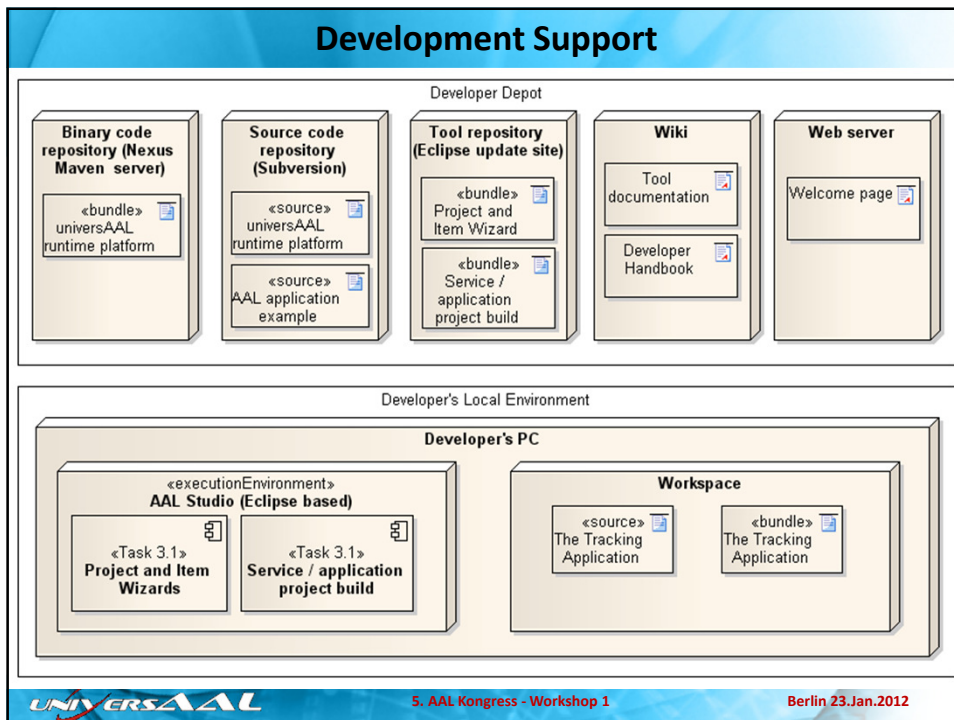 Development Support
Developer Depot
Binary code
repository (Nexus
Maven server)
«bundle»
universAAL
runtime platform
Source code
repository
(Subversion)
«source»
universAAL
runtime platform
«source»
AAL application
example
Tool repository
(Eclipse update site)
«bundle»
Project and
Item Wizard
«bundle»
Service /
application
project build
Wiki
Tool
documentation
Developer
Handbook
Web server
Welcome page
Developer's Local Environment
Developer's PC
«executionEnvironment»
AAL Studio (Eclipse based)
«Task 3.1»
Project and Item
Wizards
«Task 3.1»
Service / application
project build
Workspace
«source»
The Tracking
Application
«bundle»
The Tracking
Application
UNIVERSAAL
5. AAL Kongress - Workshop 1
Berlin 23.Jan.2012